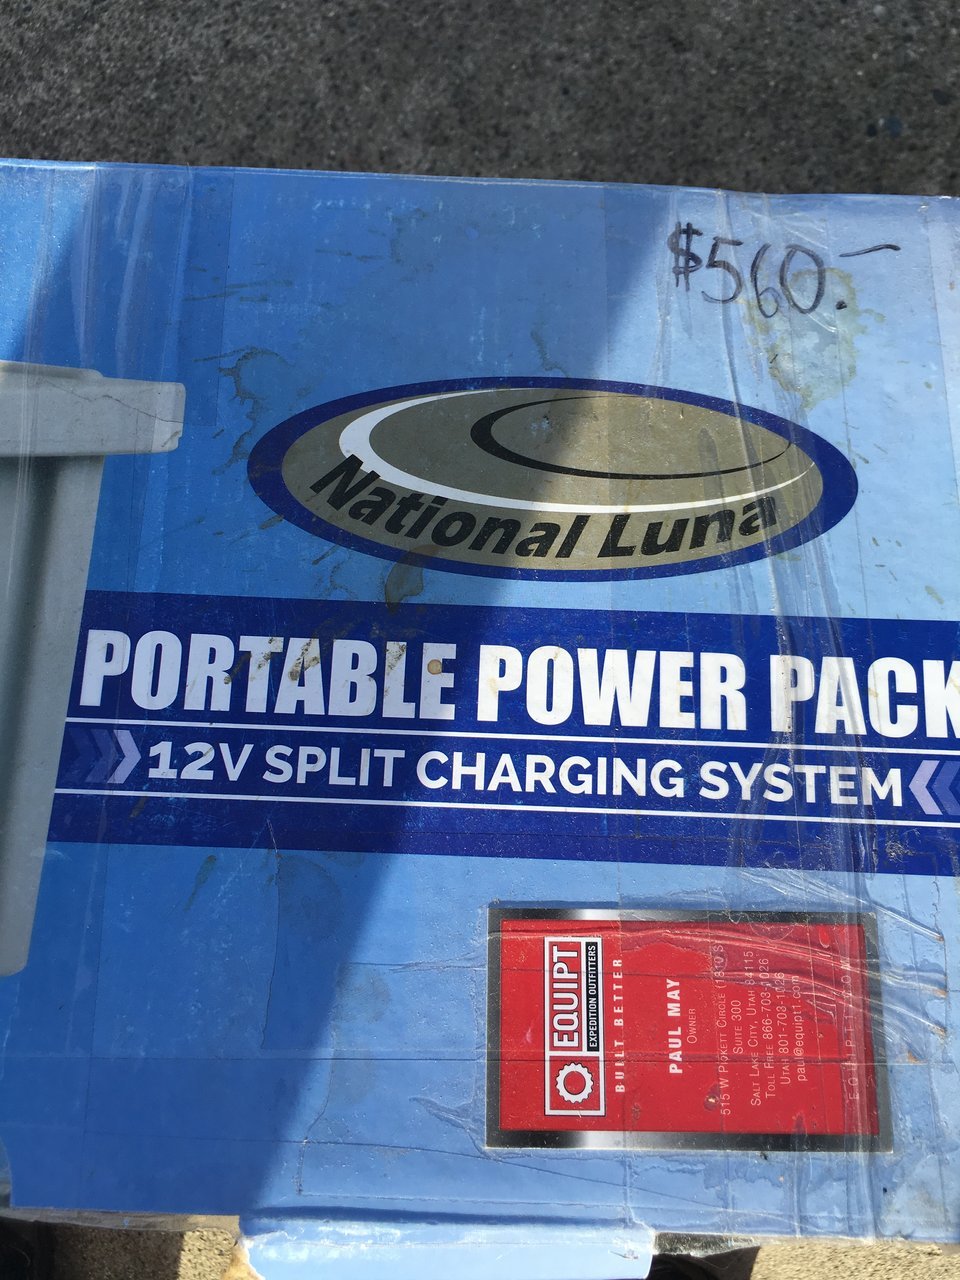 $560.-
National Luna
PORTABLE POWER PACK
12V SPLIT CHARGING SYSTEM
EQUIPT
EXPEDITION OUTFITTERS
BUILT BETTER
PAUL MAY
OWNER
515 W PICKETT CIRCLE (1810 S
SUITE 300
SALT LAKE CITY, UTAH 84115
TOLL FREE 866-703-1026
UTAH 801-703-1026
paul@equipt1.com